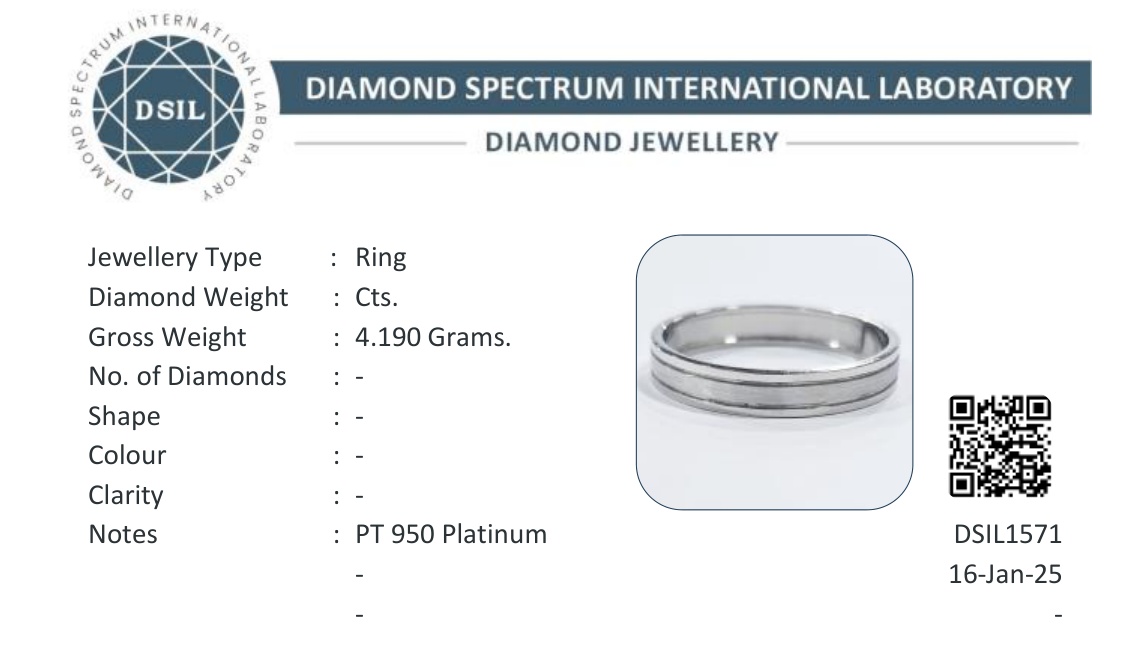 DIAMOND SPECTRUM INTERNATIONAL LABORATORY
DSIL
DIAMOND SPECTRUM INTERNATIONAL LABORATORY
DIAMOND JEWELLERY
Jewellery Type : Ring
Diamond Weight : Cts.
Gross Weight : 4.190 Grams.
No. of Diamonds : -
Shape : -
Colour : -
Clarity : -
Notes : PT 950 Platinum
-
-
DSIL1571
16-Jan-25
-